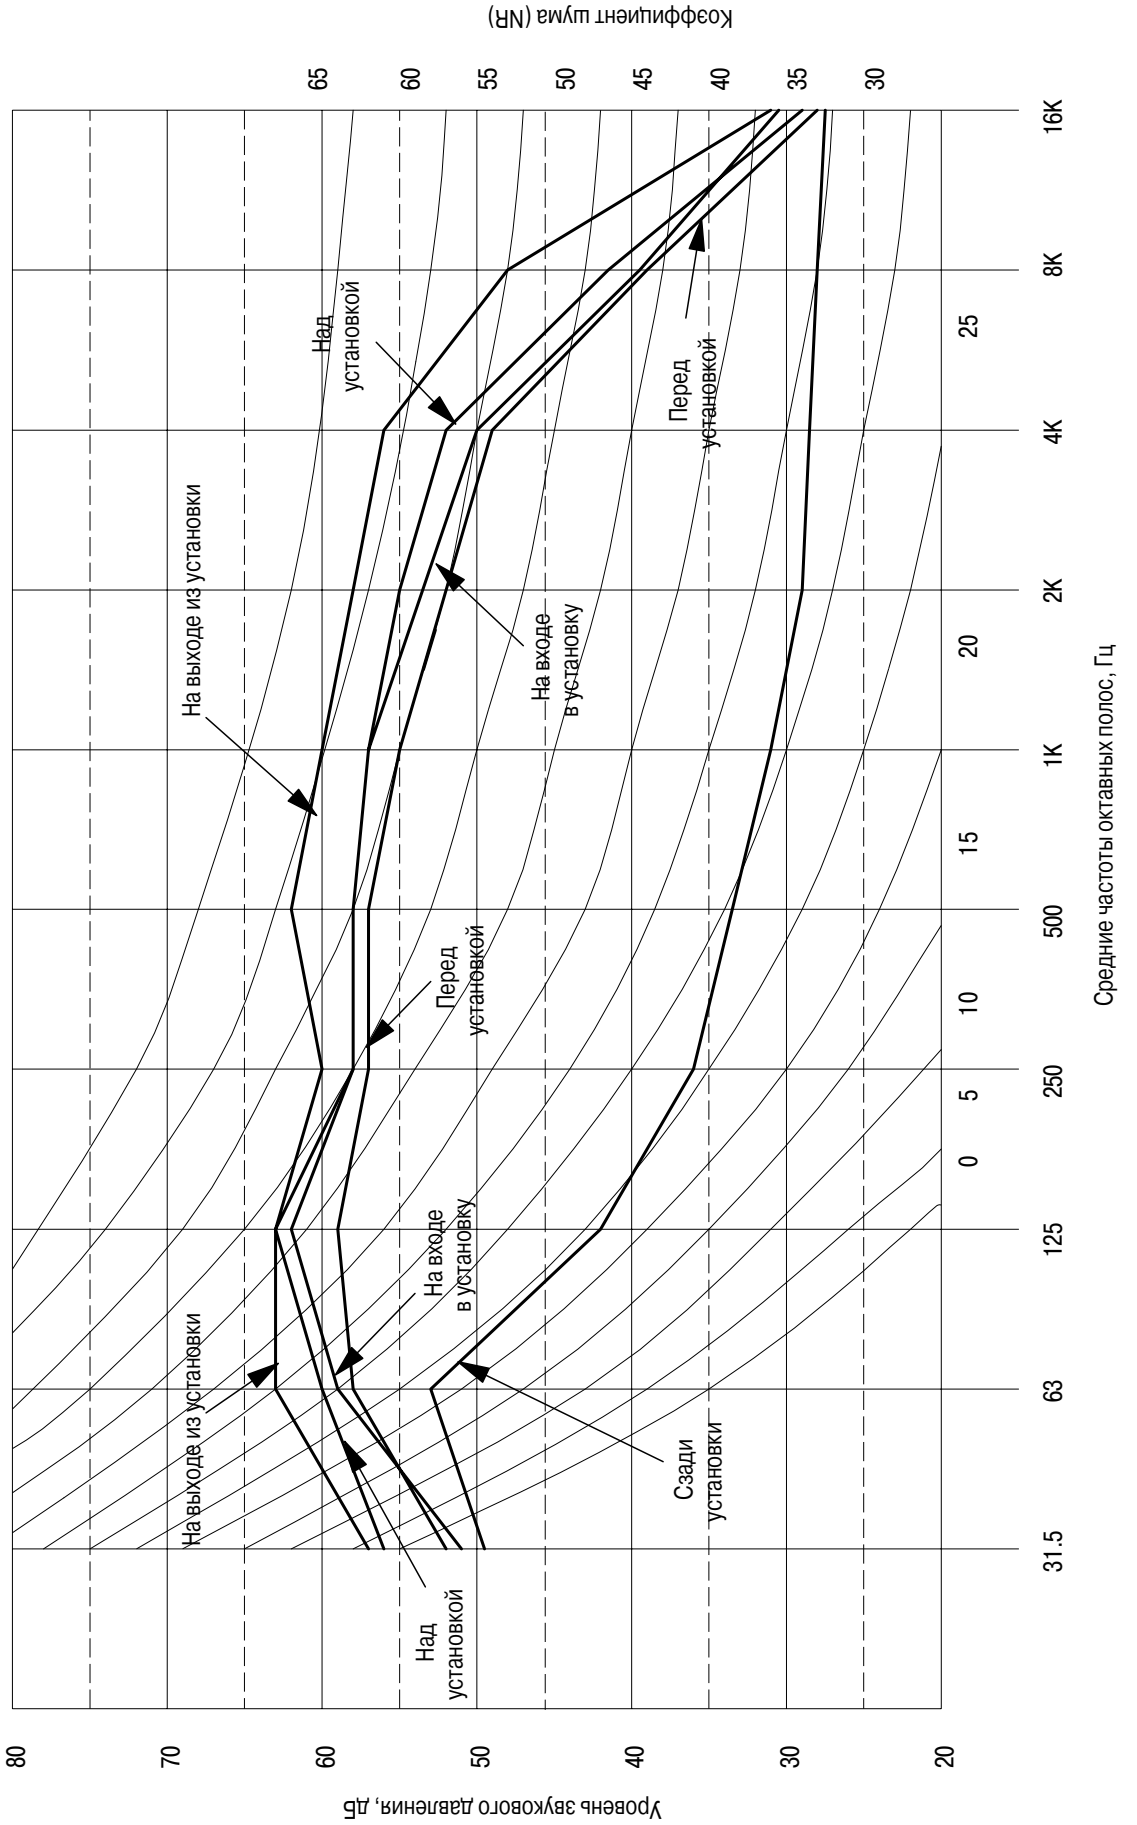 Коэффициент шума (NR)
65
60
55
50
45
40
35
30
25
20
15
10
5
0
80
70
60
50
40
30
20
Уровень звукового давления, дБ
На выходе из установки
Над
установкой
На входе
в установку
Перед
установкой
Перед
установкой
На выходе из установки
На входе
в установку
Над
установкой
Сзади
установки
31.5
63
125
250
500
1K
2K
4K
8K
16K
Средние частоты октавных полос, Гц